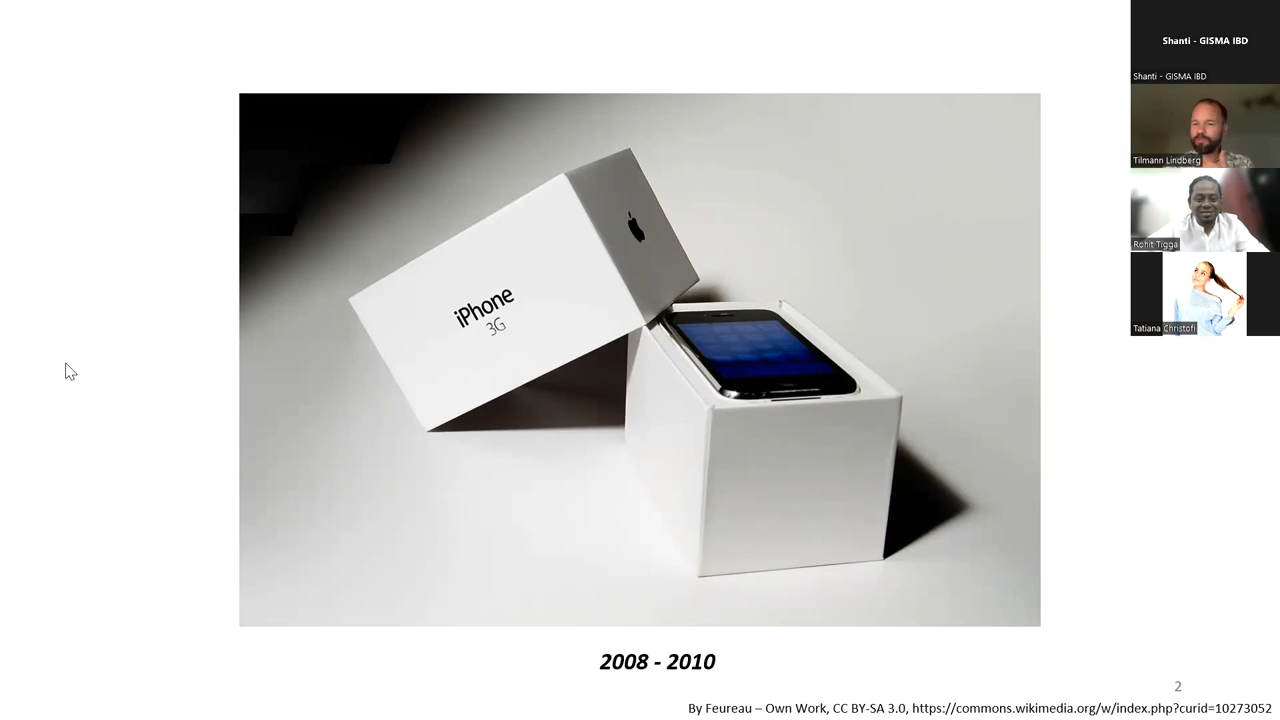 Shanti - GISMA IBD
Shanti - GISMA IBD
Tilmann Lindberg
Rohit Tigga
Tatiana Christofi
iPhone
3G
2008 - 2010
2
By Feureau – Own Work, CC BY-SA 3.0, https://commons.wikimedia.org/w/index.php?curid=10273052